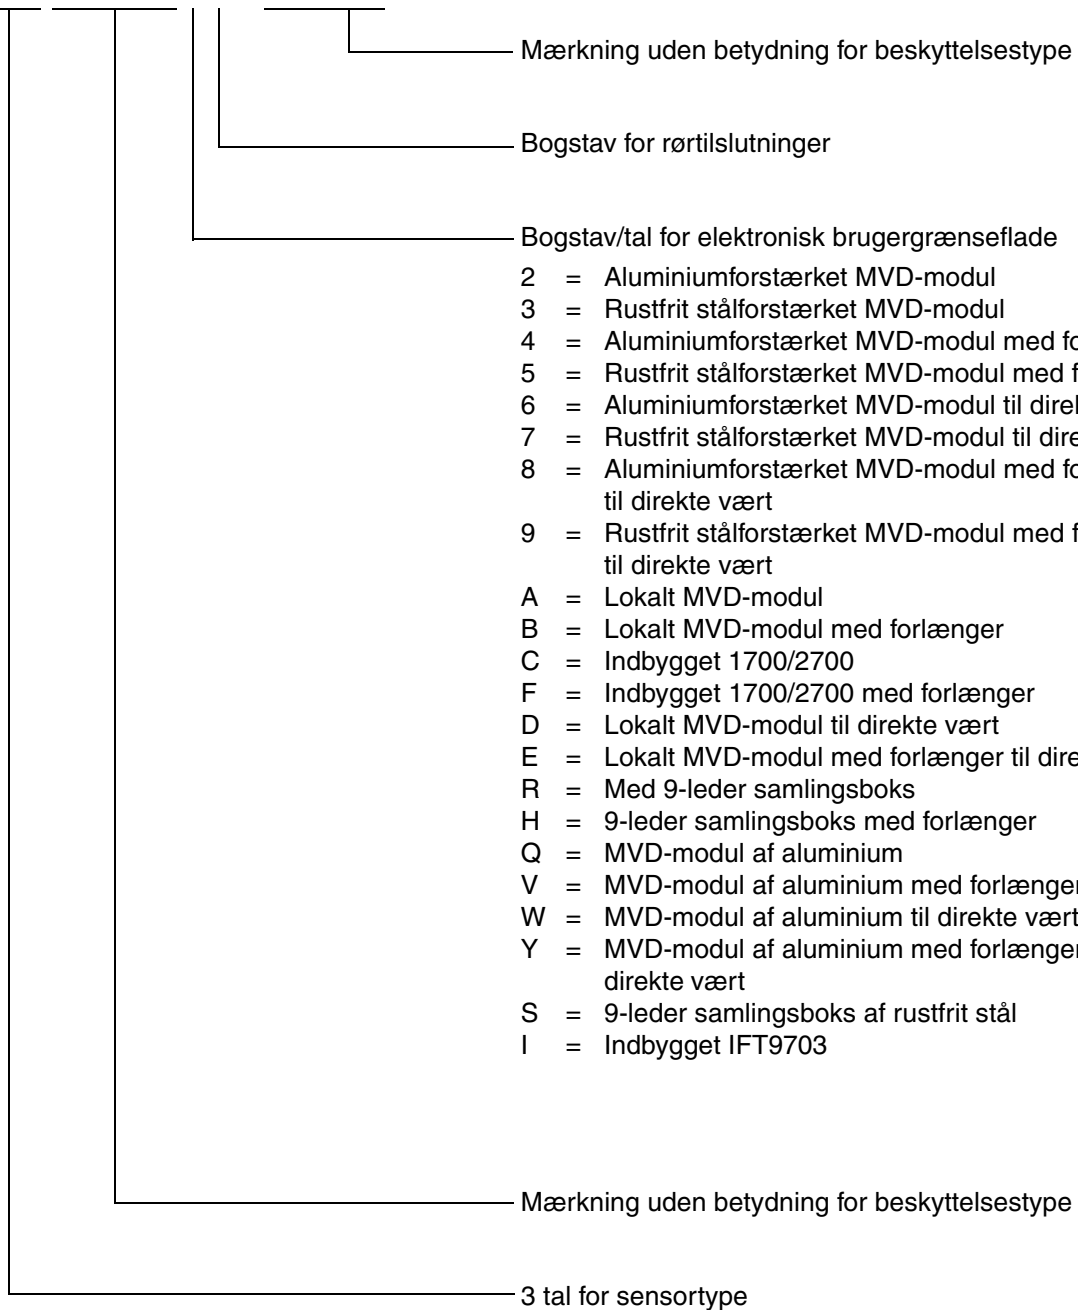 Mærkning uden betydning for beskyttelsestype
Bogstav for rørtilslutninger
Bogstav/tal for elektronisk brugergrænseflade
2 = Aluminiumforstærket MVD-modul
3 = Rustfrit stålforstærket MVD-modul
4 = Aluminiumforstærket MVD-modul med
5 = Rustfrit stålforstærket MVD-modul med
6 = Aluminiumforstærket MVD-modul til
7 = Rustfrit stålforstærket MVD-modul til
8 = Aluminiumforstærket MVD-modul med
til direkte vært
9 = Rustfrit stålforstærket MVD-modul med
til direkte vært
A = Lokalt MVD-modul
B = Lokalt MVD-modul med forlænger
C = Indbygget 1700/2700
F = Indbygget 1700/2700 med forlænger
D = Lokalt MVD-modul til direkte vært
E = Lokalt MVD-modul med forlænger til
R = Med 9-leder samlingsboks
H = 9-leder samlingsboks med forlænger
Q = MVD-modul af aluminium
V = MVD-modul af aluminium med forlænger
W = MVD-modul af aluminium til direkte vært
Y = MVD-modul af aluminium med forlænger
direkte vært
S = 9-leder samlingsboks af rustfrit stål
I = Indbygget IFT9703
Mærkning uden betydning for beskyttelsestype
3 tal for sensortype